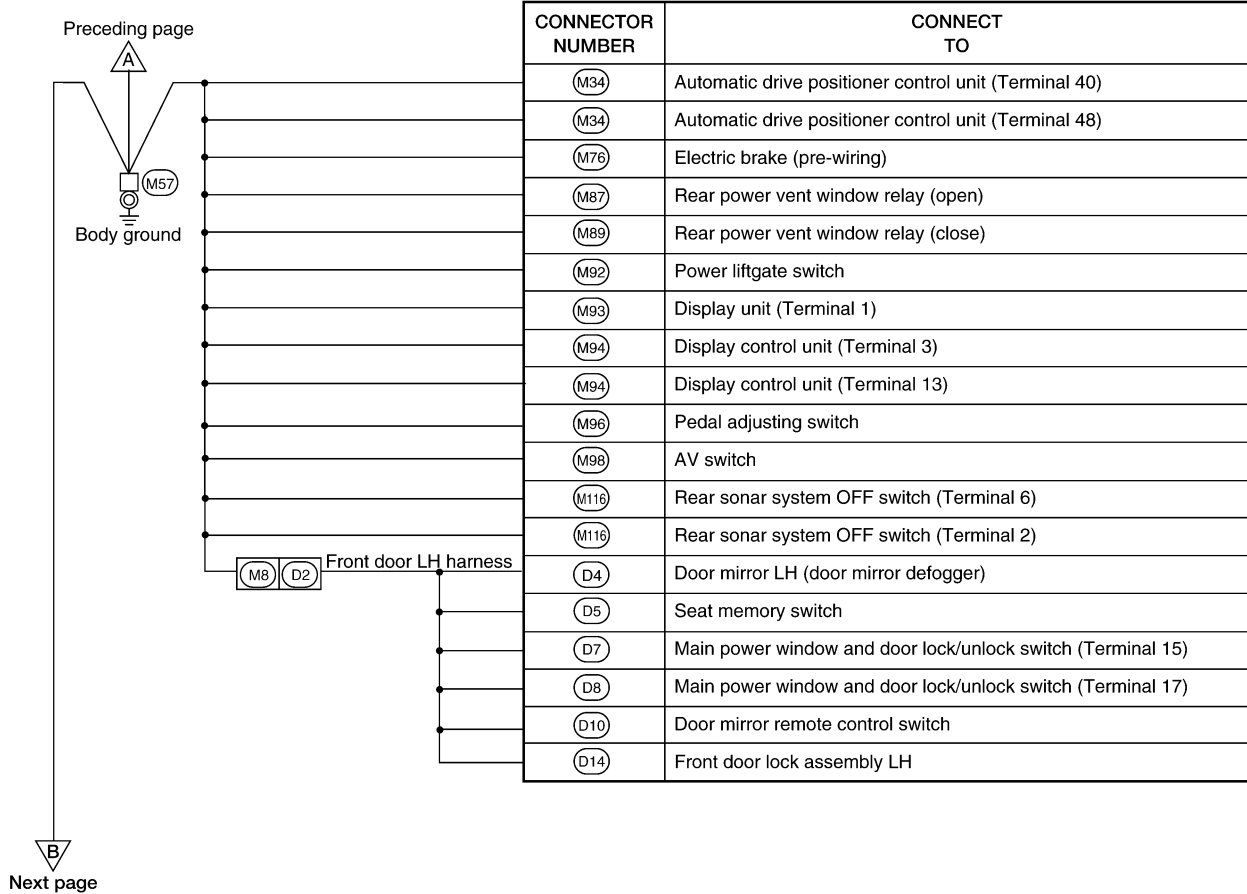 Preceding page
A
M57
Body ground
CONNECTOR NUMBER CONNECT TO
M34 Automatic drive positioner control unit (Terminal 40)
M34 Automatic drive positioner control unit (Terminal 48)
M76 Electric brake (pre-wiring)
M87 Rear power vent window relay (open)
M89 Rear power vent window relay (close)
M92 Power liftgate switch
M93 Display unit (Terminal 1)
M94 Display control unit (Terminal 3)
M94 Display control unit (Terminal 13)
M96 Pedal adjusting switch
M98 AV switch
M116 Rear sonar system OFF switch (Terminal 6)
M116 Rear sonar system OFF switch (Terminal 2)
M8 D2 Front door LH harness
D4 Door mirror LH (door mirror defogger)
D5 Seat memory switch
D7 Main power window and door lock/unlock switch (Terminal 15)
D8 Main power window and door lock/unlock switch (Terminal 17)
D10 Door mirror remote control switch
D14 Front door lock assembly LH
B
Next page